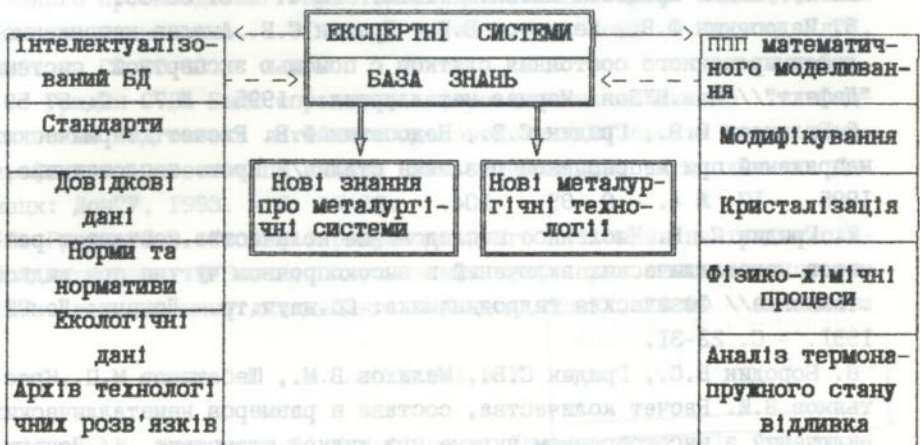 Інтелектуалізо-
ваний БД
Стандарти
Довідкові
дані
Норми та
нормативи
Екологічні
дані
Архів технологі
чних розв'язків
ЕКСПЕРТНІ СИСТЕМИ
БАЗА ЗНАНЬ
Нові знання
про металургі-
чні системи
Нові металур-
гічні техно-
логії
ППП математич-
ного моделюван-
ня
Модифікування
Кристалізація
Фізико-хімічні
процеси
Аналіз термона-
пружного стану
відливка